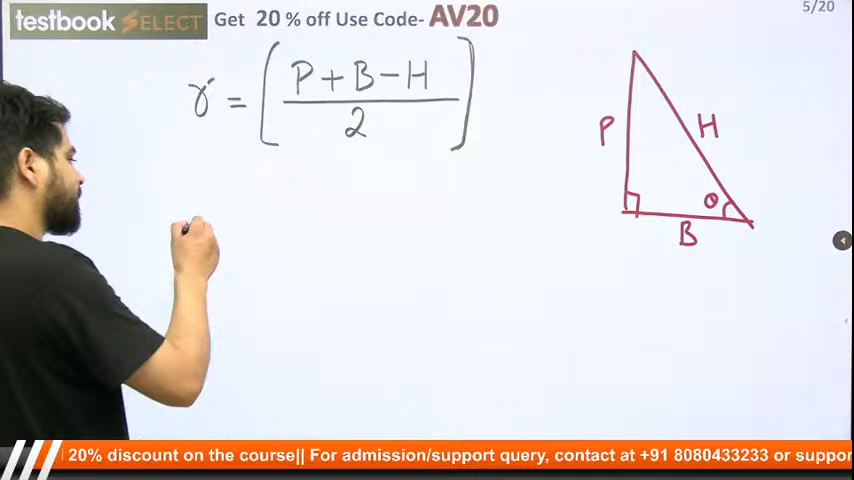 testbook SELECT Get 20 % off Use Code- AV20
5/20
r = [ P + B - H / 2 ]
P
H
θ
B
20% discount on the course|| For admission/support query, contact at +91 8080433233 or suppor